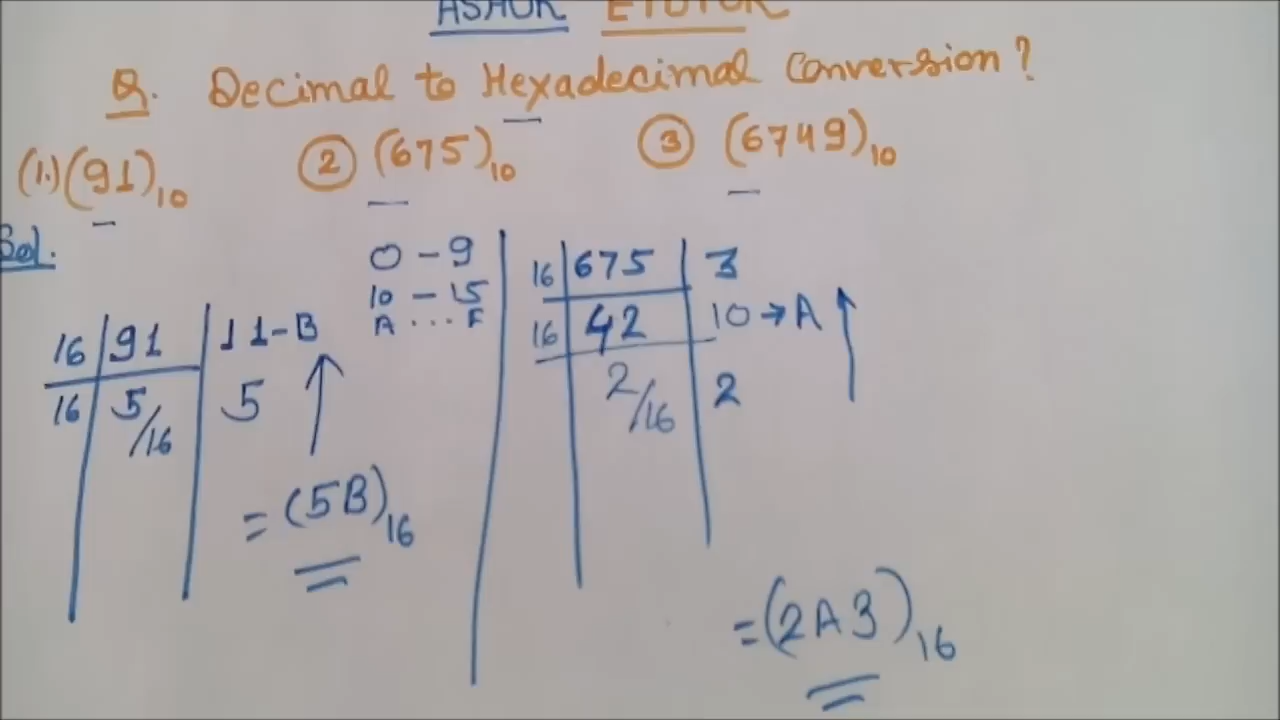 ASHOK ETUTOR
Q. Decimal to Hexadecimal Conversion?
(1.) (91)10 2 (675)10 3 (6749)10
Sol.
0 - 9
10 - 15
A ... F
16 91 11-B
16 5/16 5
= (5B)16
16 675 3
16 42 10→A
2/16 2
= (2A3)16